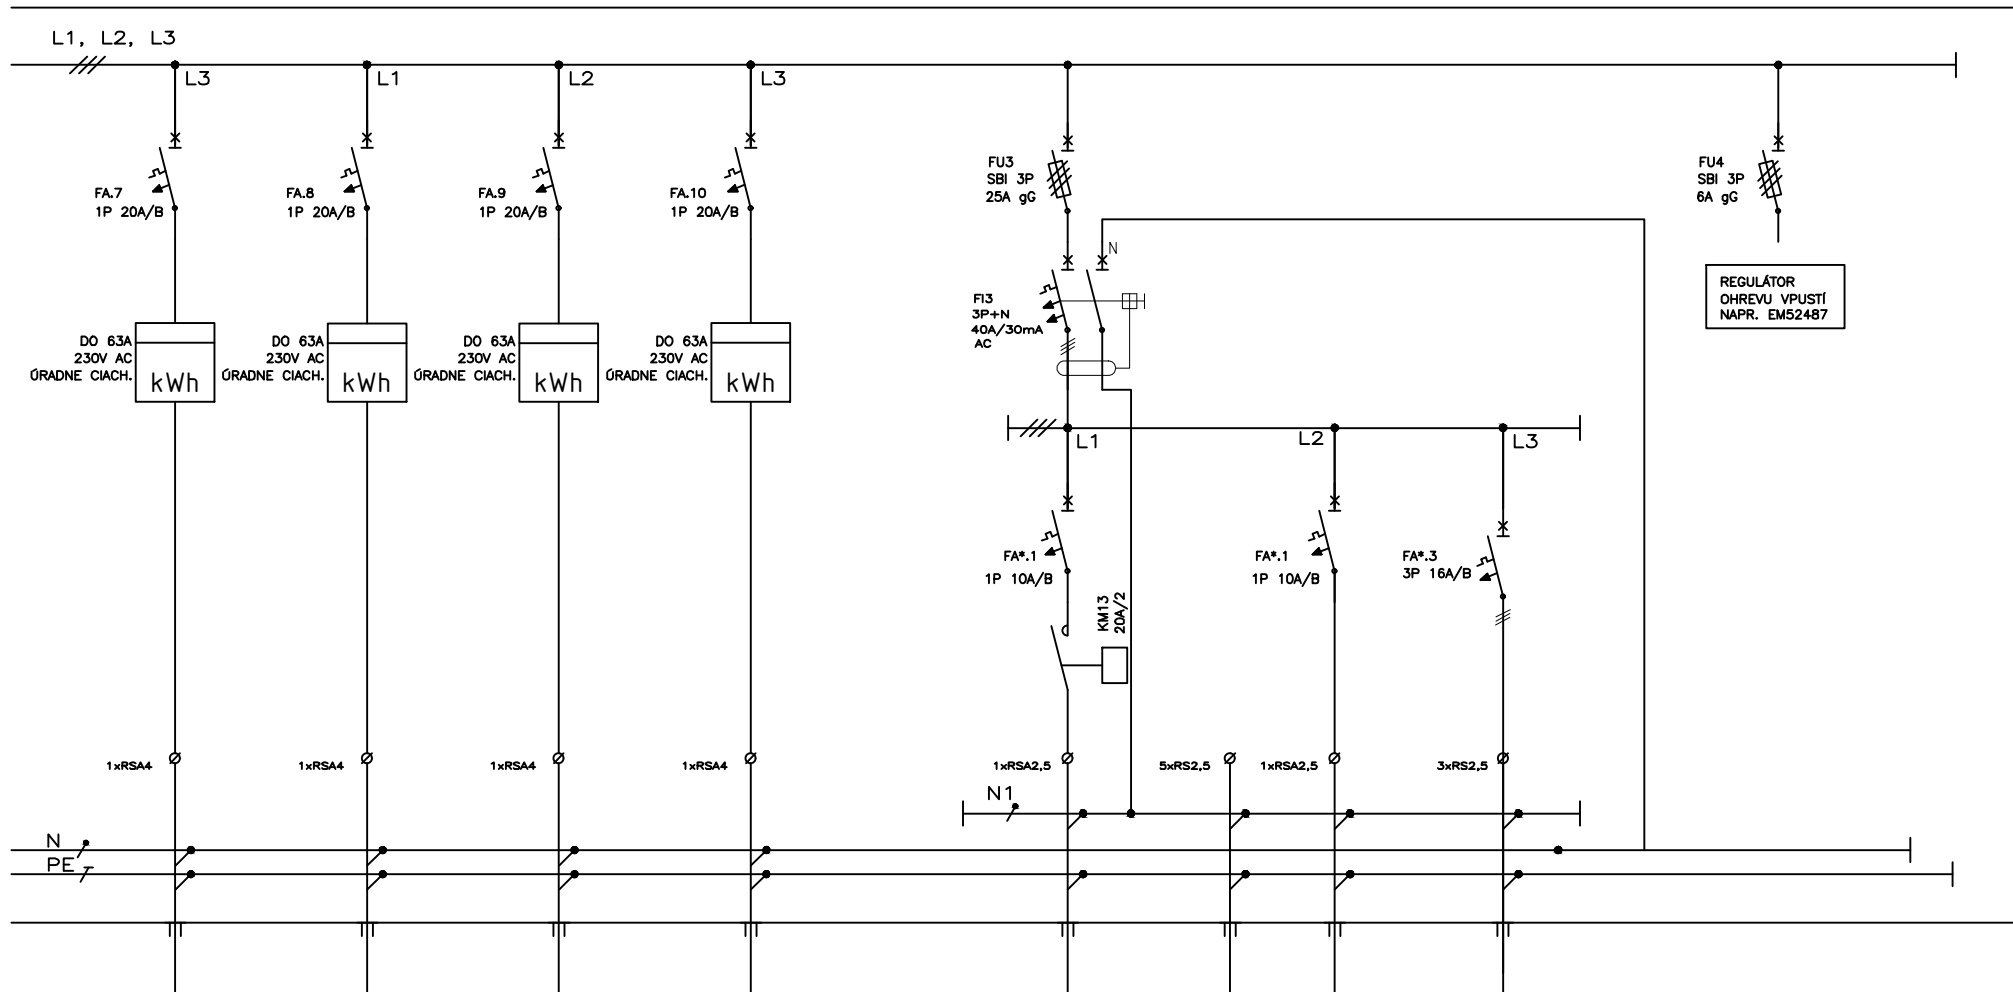 L1, L2, L3
L3
L1
L2
L3
FA.7
1P 20A/B
FA.8
1P 20A/B
FA.9
1P 20A/B
FA.10
1P 20A/B
FU3
SBI 3P
25A gG
FU4
SBI 3P
6A gG
N
REGULÁTOR
OHREVU VPUSTÍ
NAPR. EM52487
FI3
3P+N
40A/30mA
AC
DO 63A
230V AC
ÚRADNE CIACH.
kWh
DO 63A
230V AC
ÚRADNE CIACH.
kWh
DO 63A
230V AC
ÚRADNE CIACH.
kWh
DO 63A
230V AC
ÚRADNE CIACH.
kWh
L1
L2
L3
FA*.1
1P 10A/B
FA*.1
1P 10A/B
FA*.3
3P 16A/B
KM13
20A/2
1xRSA4
1xRSA4
1xRSA4
1xRSA4
1xRSA2,5
5xRS2,5
1xRSA2,5
3xRS2,5
N1
N
PE